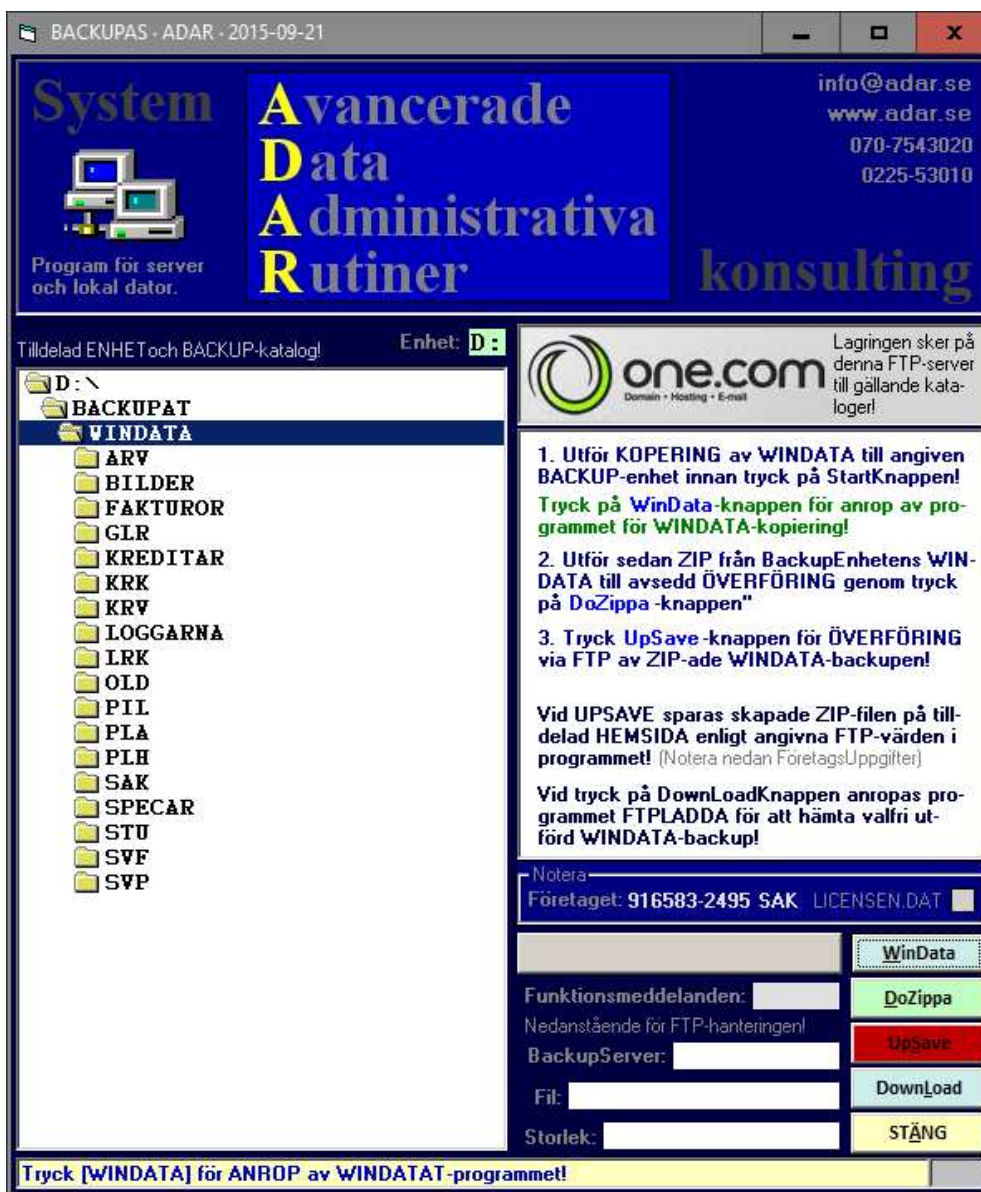 BACKUPAS - ADAR - 2015-09-21
System
Avancerade
Data
Administrativa
Rutiner
info@adar.se
www.adar.se
070-7543020
0225-53010
Program för server
och lokal dator.
konsulting
Tilldelad ENHEToch BACKUP-katalog!
Enhet: D:
D:\
BACKUPAT
WINDATA
ARV
BILDER
FAKTUROR
GLR
KREDITAR
KRK
KRV
LOGGARNA
LRK
OLD
PIL
PLA
PLH
SAK
SPECAR
STU
SVF
SVP
one.com
Domain • Hosting • E-mail
Lagringen sker på
denna FTP-server
till gällande kata-
loger!
1. Utför KOPERING av WINDATA till angiven
BACKUP-enhet innan tryck på StartKnappen!
Tryck på WinData-knappen för anrop av pro-
grammet för WINDATA-kopiering!
2. Utför sedan ZIP från BackupEnhetens WIN-
DATA till avsedd ÖVERFÖRING genom tryck
på DoZippa -knappen"
3. Tryck UpSave -knappen för ÖVERFÖRING
via FTP av ZIP-ade WINDATA-backupen!
Vid UPSAVE sparas skapade ZIP-filen på till-
delad HEMSIDA enligt angivna FTP-värden i
programmet! (Notera nedan FöretagsUppgifter)
Vid tryck på DownLoadKnappen anropas pro-
grammet FTPLADDA för att hämta valfri ut-
förd WINDATA-backup!
Notera
Företaget: 916583-2495 SAK LICENSEN.DAT
WinData
Funktionsmeddelanden:
DoZippa
Nedanstående för FTP-hanteringen!
BackupServer:
UpSave
Fil:
DownLoad
Storlek:
STÄNG
Tryck [WINDATA] för ANROP av WINDATAT-programmet!